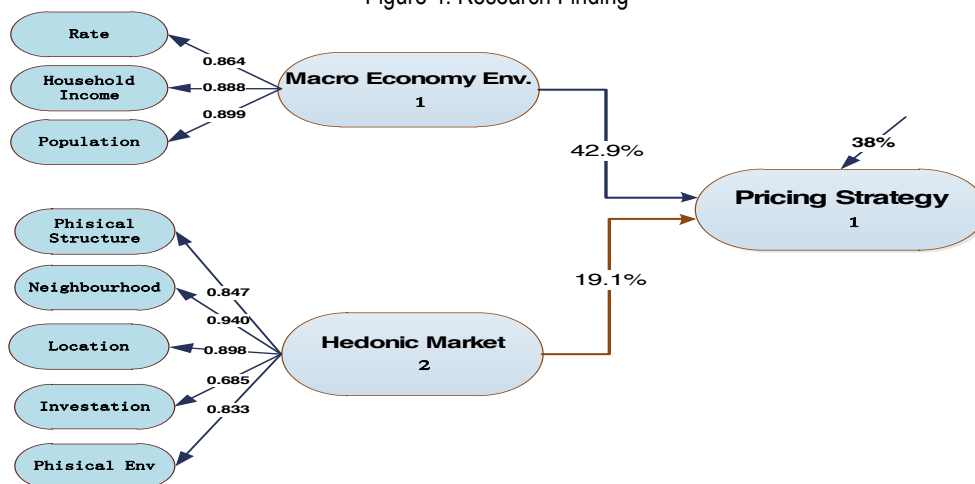 Figure 4. Research Finding
Rate
Household
Income
Population
0.864
0.888
0.899
Macro Economy Env.
1
42.9%
38%
Pricing Strategy
1
19.1%
Phisical
Structure
Neighbourhood
Location
Investation
Phisical Env
0.847
0.940
0.898
0.685
0.833
Hedonic Market
2